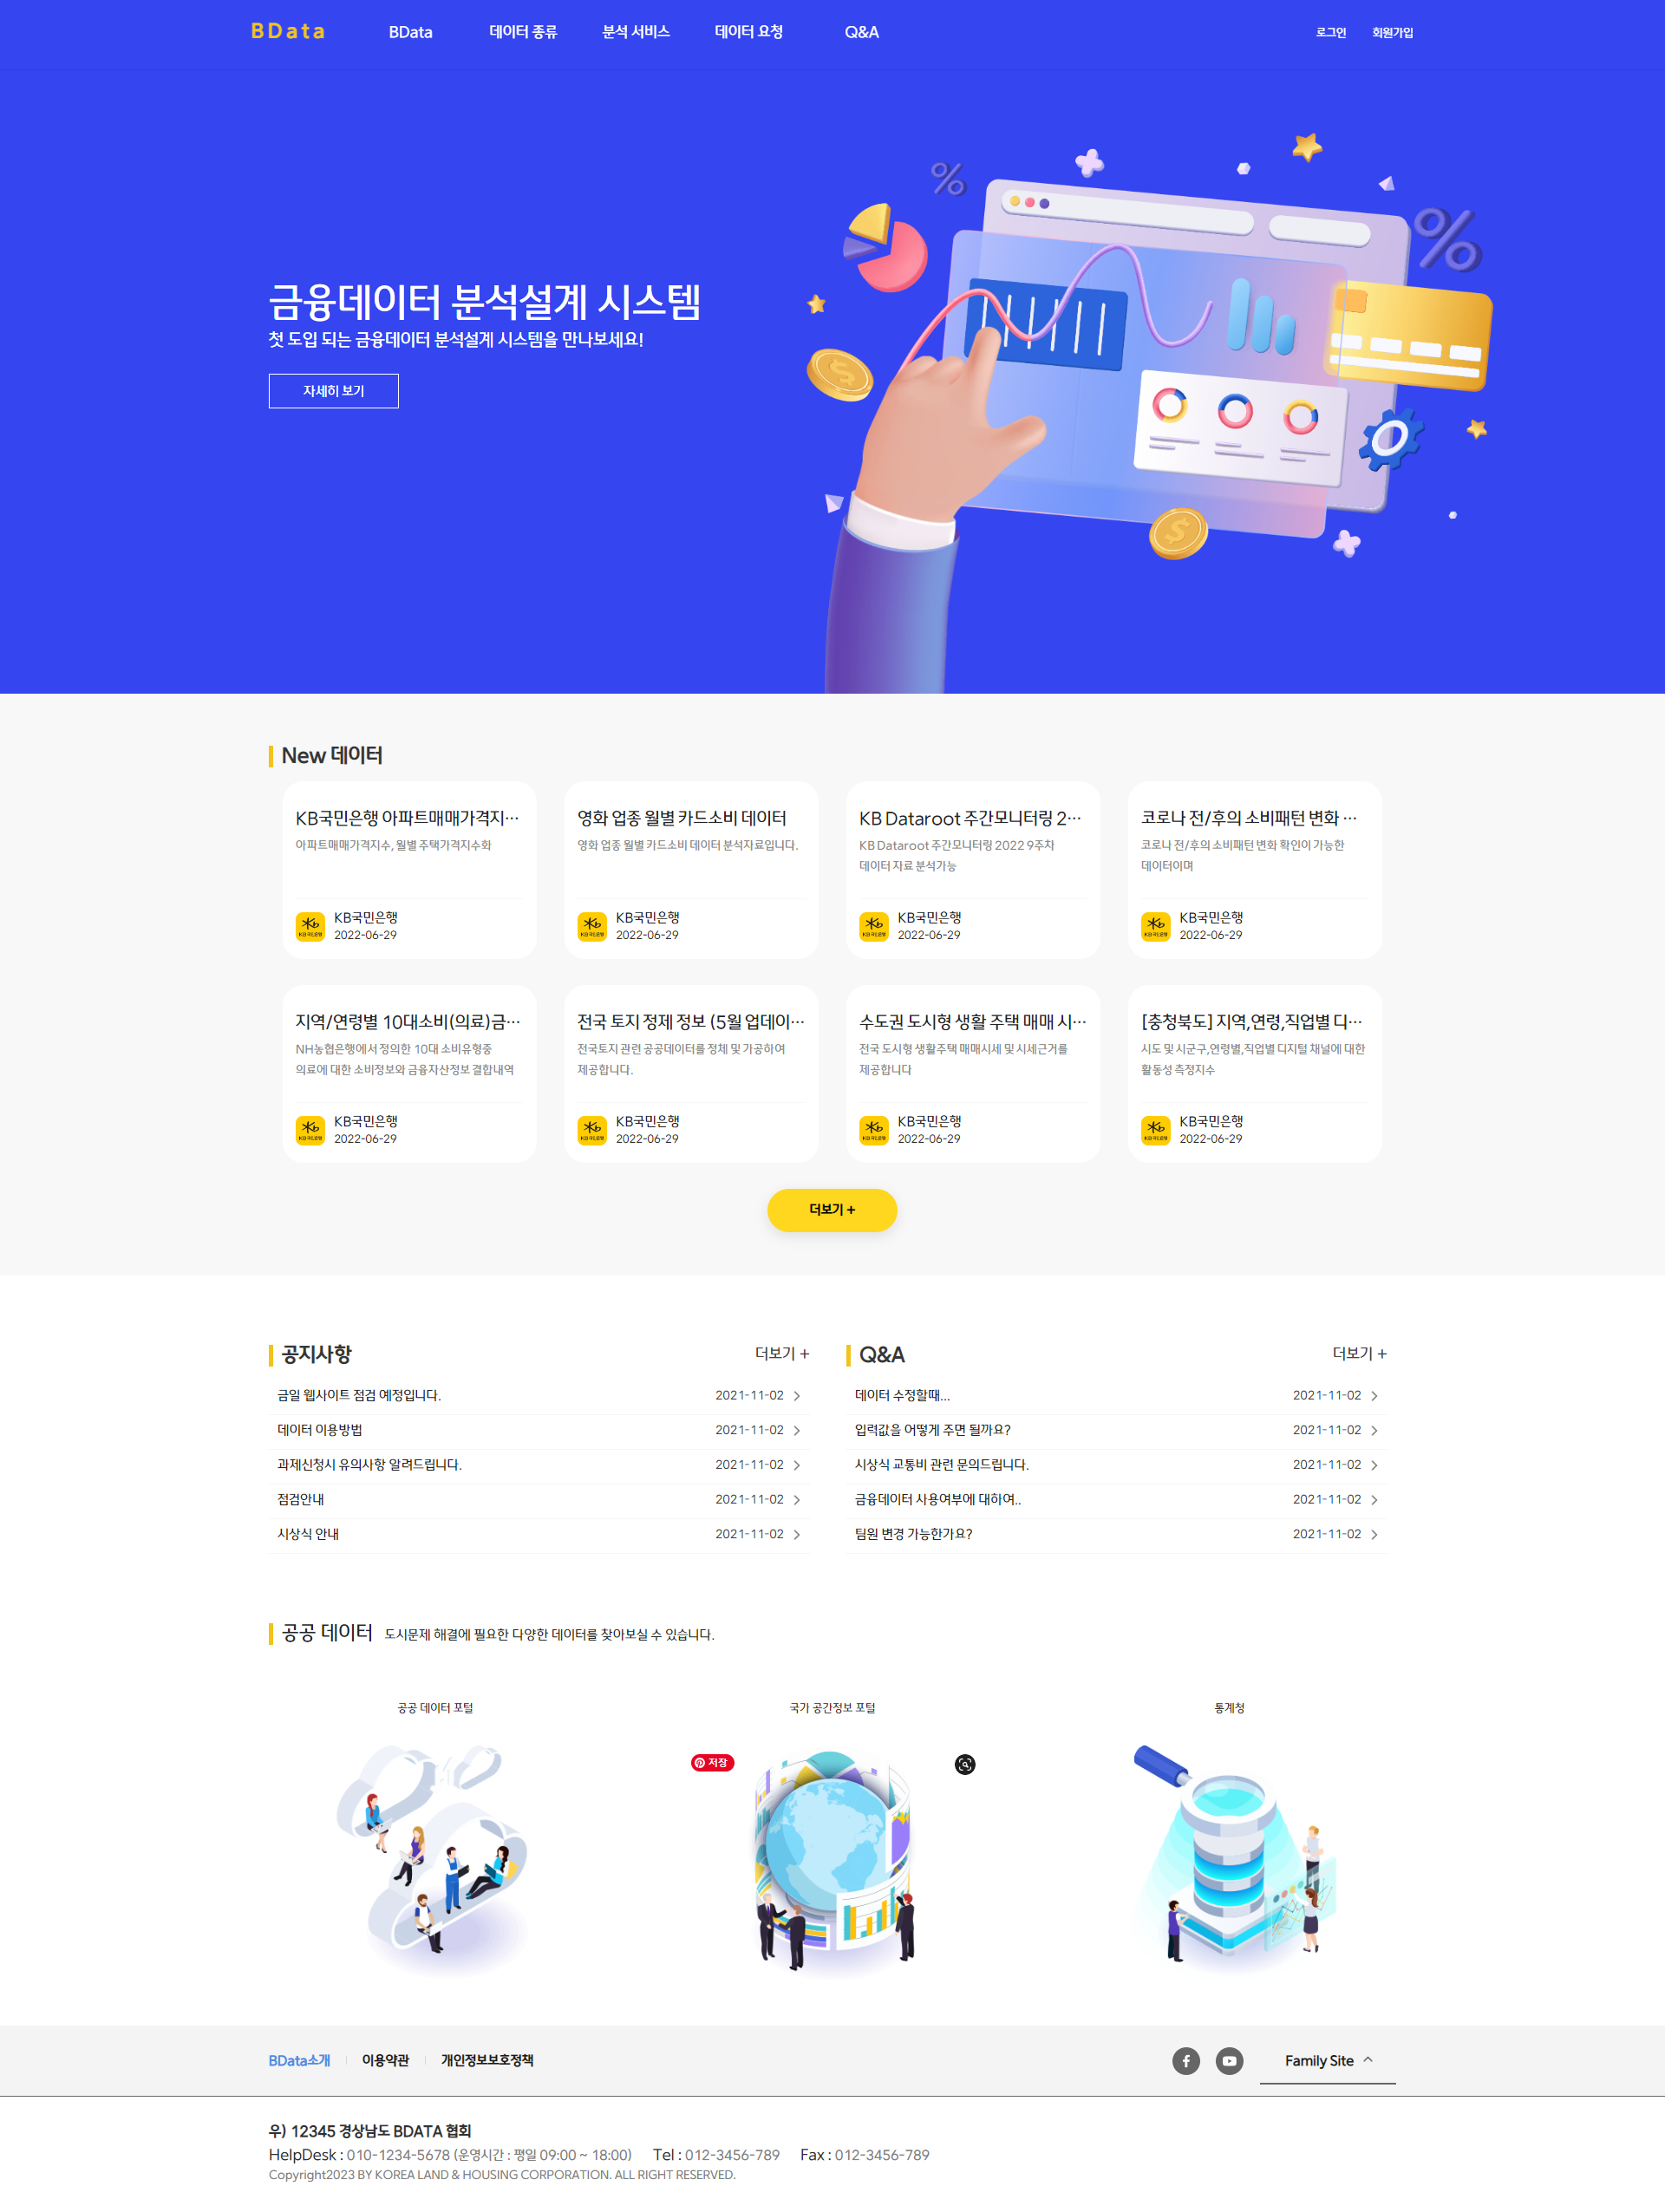 BData
BData 데이터 종류 분석 서비스 데이터 요청 Q&A
로그인 회원가입
금융데이터 분석설계 시스템
첫 도입 되는 금융데이터 분석설계 시스템을 만나보세요!
자세히 보기
New 데이터
KB국민은행 아파트매매가격지…
아파트매매가격지수, 월별 주택가격지수화
KB국민은행
2022-06-29
영화 업종 월별 카드소비 데이터
영화 업종 월별 카드소비 데이터 분석자료입니다.
KB국민은행
2022-06-29
KB Dataroot 주간모니터링 2…
KB Dataroot 주간모니터링 2022 9주차
데이터 자료 분석가능
KB국민은행
2022-06-29
코로나 전/후의 소비패턴 변화 …
코로나 전/후의 소비패턴 변화 확인이 가능한
데이터이며
KB국민은행
2022-06-29
지역/연령별 10대소비(의료)금…
NH농협은행에서 정의한 10대 소비유형중
의료에 대한 소비정보와 금융자산정보 결합내역
KB국민은행
2022-06-29
전국 토지 정제 정보 (5월 업데이…
전국토지 관련 공공데이터를 정체 및 가공하여
제공합니다.
KB국민은행
2022-06-29
수도권 도시형 생활 주택 매매 시…
전국 도시형 생활주택 매매시세 및 시세근거를
제공합니다
KB국민은행
2022-06-29
[충청북도] 지역,연령,직업별 디…
시도 및 시군구,연령별,직업별 디지털 채널에 대한
활동성 측정지수
KB국민은행
2022-06-29
더보기 +
공지사항 더보기 +
금일 웹사이트 점검 예정입니다. 2021-11-02
데이터 이용방법 2021-11-02
과제신청시 유의사항 알려드립니다. 2021-11-02
점검안내 2021-11-02
시상식 안내 2021-11-02
Q&A 더보기 +
데이터 수정할때... 2021-11-02
입력값을 어떻게 주면 될까요? 2021-11-02
시상식 교통비 관련 문의드립니다. 2021-11-02
금융데이터 사용여부에 대하여.. 2021-11-02
팀원 변경 가능한가요? 2021-11-02
공공 데이터 도시문제 해결에 필요한 다양한 데이터를 찾아보실 수 있습니다.
공공 데이터 포털
국가 공간정보 포털
통계청
저장
BData소개 이용약관 개인정보보호정책
Family Site
우) 12345 경상남도 BDATA 협회
HelpDesk : 010-1234-5678 (운영시간 : 평일 09:00 ~ 18:00) Tel : 012-3456-789 Fax : 012-3456-789
Copyright2023 BY KOREA LAND & HOUSING CORPORATION. ALL RIGHT RESERVED.